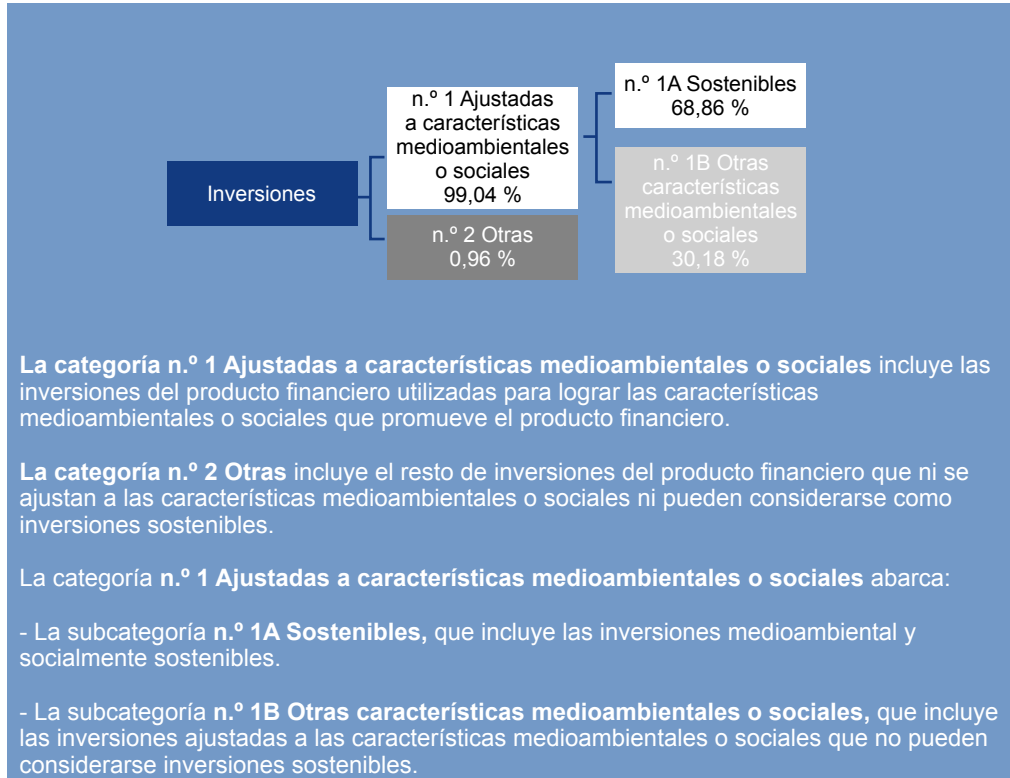 Inversiones
n.º 1 Ajustadas
a características
medioambientales
o sociales
99,04 %
n.º 2 Otras
0,96 %
n.º 1A Sostenibles
68,86 %
n.º 1B Otras
características
medioambientales
o sociales
30,18 %
La categoría n.º 1 Ajustadas a características medioambientales o sociales incluye las
inversiones del producto financiero utilizadas para lograr las características
medioambientales o sociales que promueve el producto financiero.
La categoría n.º 2 Otras incluye el resto de inversiones del producto financiero que ni se
ajustan a las características medioambientales o sociales ni pueden considerarse como
inversiones sostenibles.
La categoría n.º 1 Ajustadas a características medioambientales o sociales abarca:
- La subcategoría n.º 1A Sostenibles, que incluye las inversiones medioambiental y
socialmente sostenibles.
- La subcategoría n.º 1B Otras características medioambientales o sociales, que incluye
las inversiones ajustadas a las características medioambientales o sociales que no pueden
considerarse inversiones sostenibles.